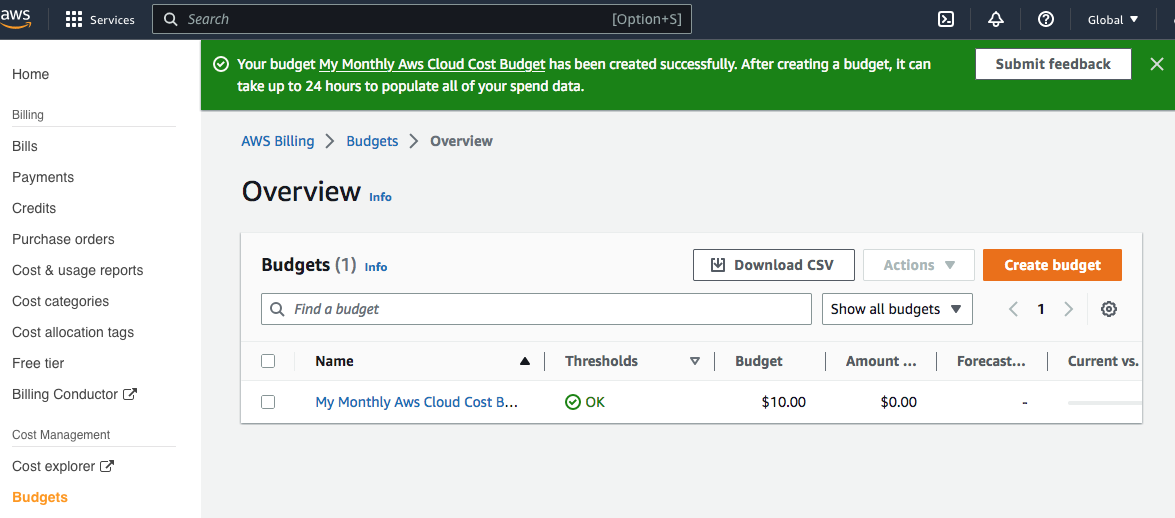 aws
Services
Search
[Option+S]
Global
Home
Billing
Bills
Payments
Credits
Purchase orders
Cost & usage reports
Cost categories
Cost allocation tags
Free tier
Billing Conductor
Cost Management
Cost explorer
Budgets
Your budget My Monthly Aws Cloud Cost Budget has been created successfully. After creating a budget, it can
take up to 24 hours to populate all of your spend data.
Submit feedback
AWS Billing
Budgets
Overview
Overview Info
Budgets (1) Info
Download CSV
Actions
Create budget
Find a budget
Show all budgets
1
Name
Thresholds
Budget
Amount ...
Forecast...
Current vs.
My Monthly Aws Cloud Cost B...
OK
$10.00
$0.00
-